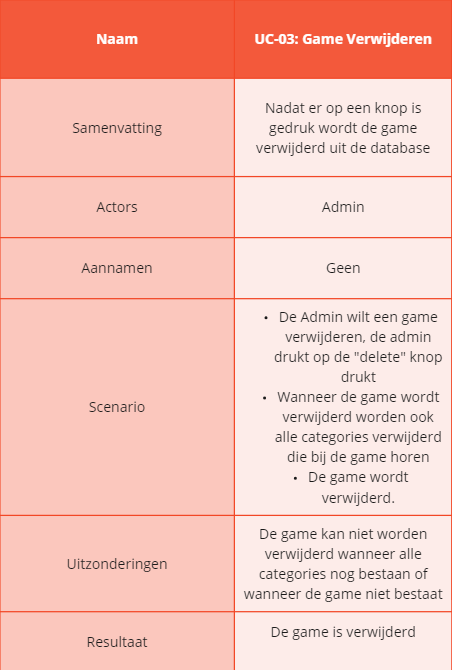 Naam
UC-03: Game Verwijderen
Samenvatting
Nadat er op een knop is
gedruk wordt de game
verwijderd uit de database
Actors
Admin
Aannamen
Geen
Scenario
• De Admin wilt een game
verwijderen, de admin
drukt op de "delete" knop
drukt
• Wanneer de game wordt
verwijderd worden ook
alle categories verwijderd
die bij de game horen
• De game wordt
verwijderd.
Uitzonderingen
De game kan niet worden
verwijderd wanneer alle
categories nog bestaan of
wanneer de game niet bestaat
Resultaat
De game is verwijderd